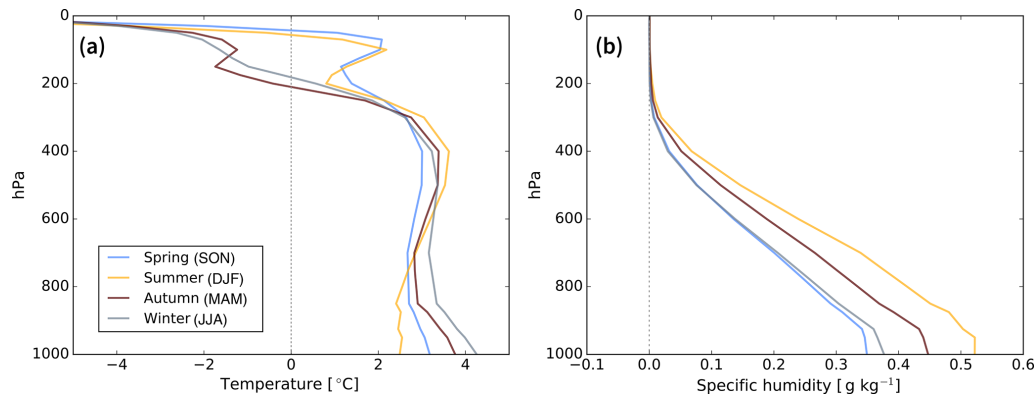 (a)
0
200
400
600
800
1000
hPa
Spring (SON)
Summer (DJF)
Autumn (MAM)
Winter (JJA)
−4
−2
0
2
4
Temperature [ °C]
(b)
0
200
400
600
800
1000
hPa
−0.1
0.0
0.1
0.2
0.3
0.4
0.5
0.6
Specific humidity [ g kg⁻¹]